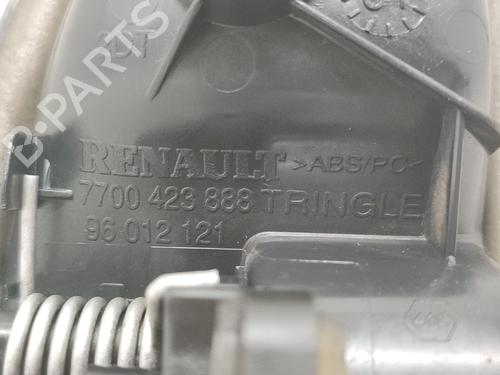 RENAULT >ABS/PC<
7700 423 888 TRINGLE
96 012 121
B-PARTS